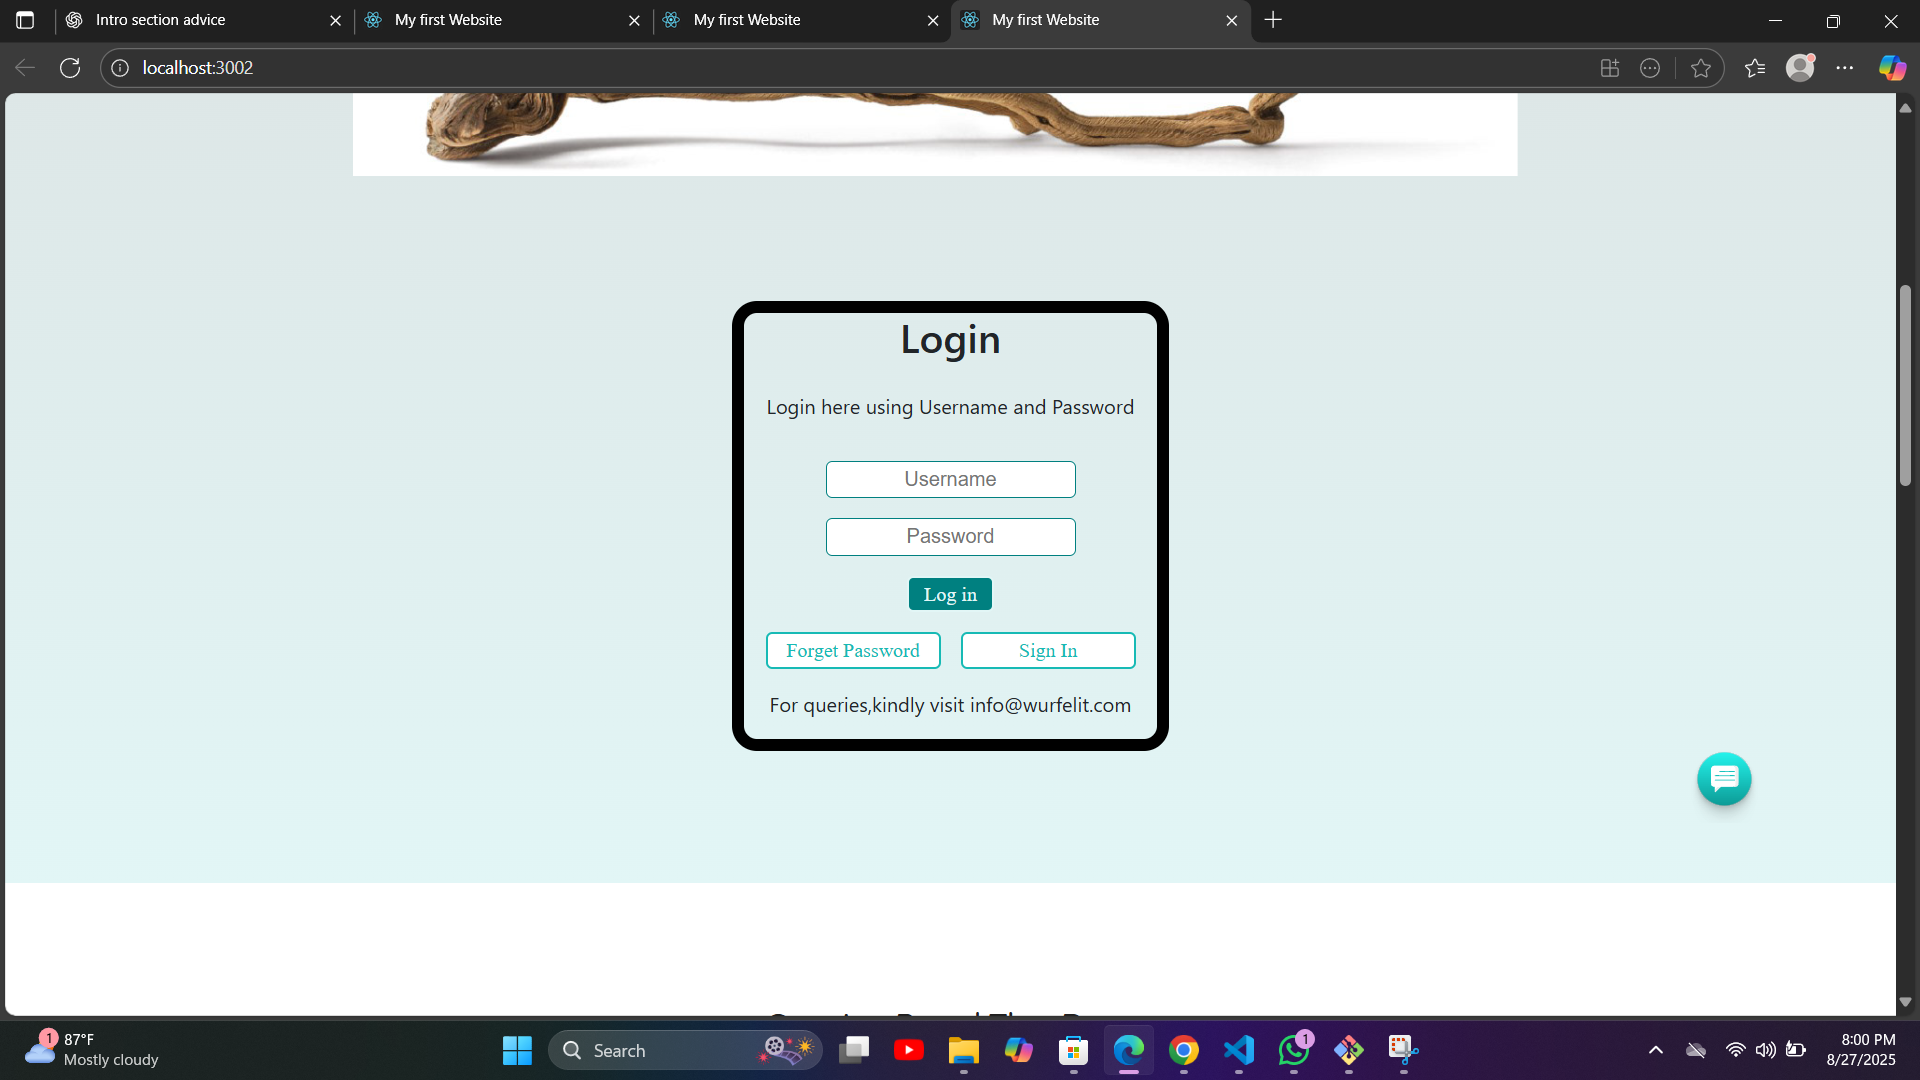 Intro section advice
My first Website
My first Website
My first Website
localhost:3002
Login
Login here using Username and Password
Username
Password
Log in
Forget Password
Sign In
For queries,kindly visit info@wurfelit.com
1
87°F
Mostly cloudy
Search
1
8:00 PM
8/27/2025